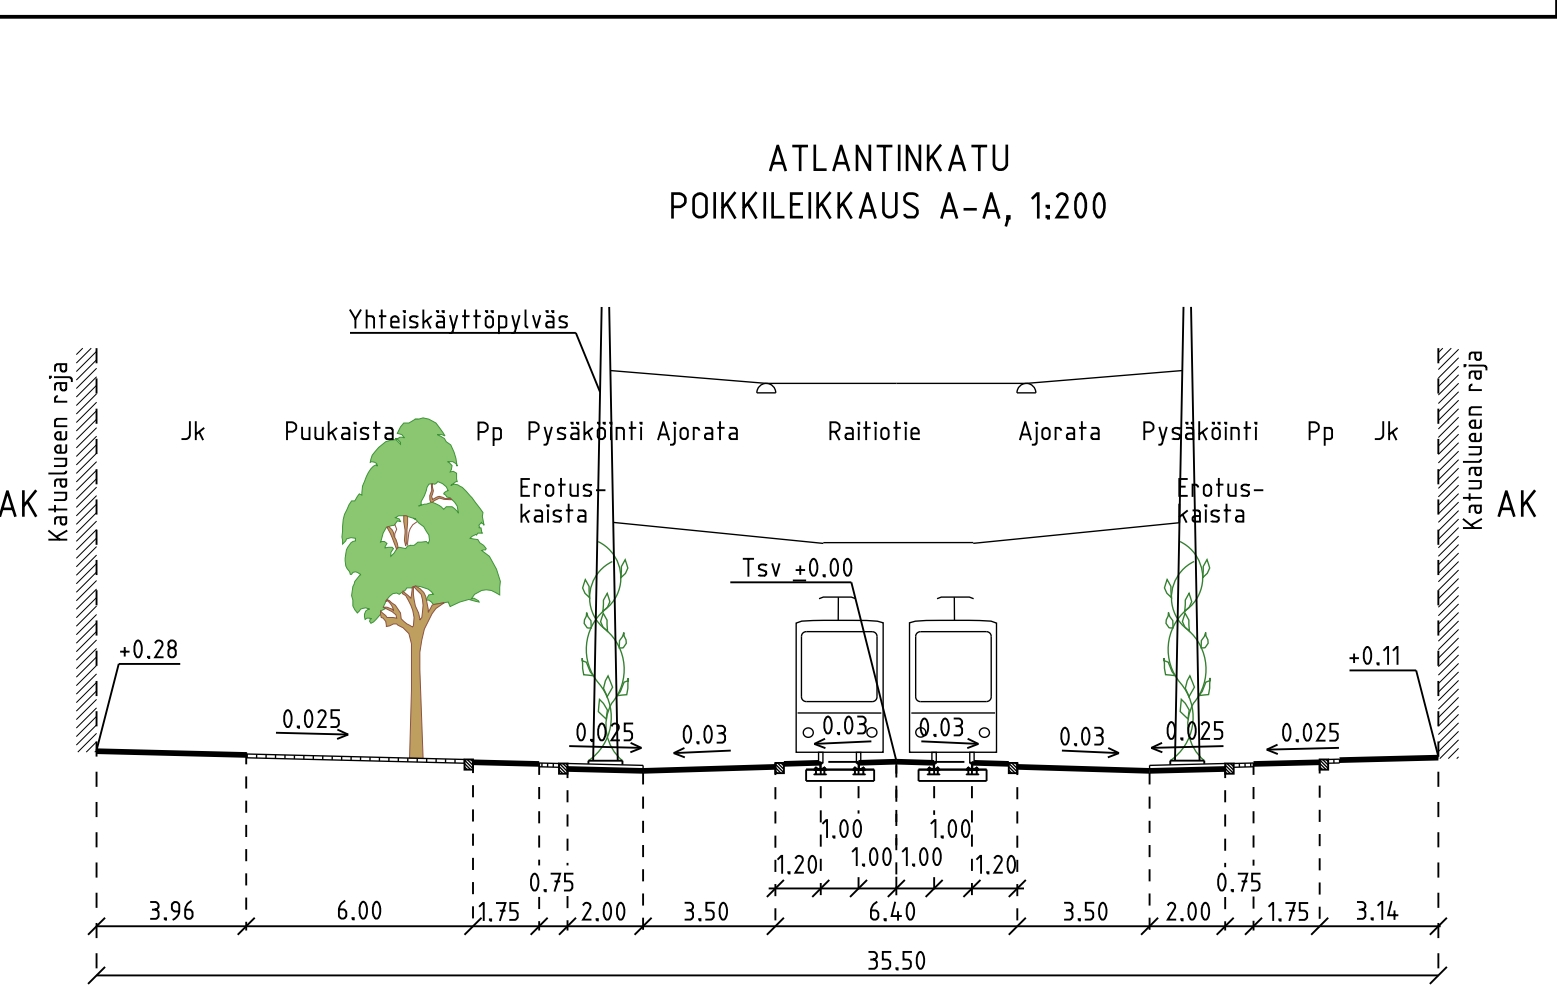 ATLANTINKATU
POIKKILEIKKAUS A-A, 1:200
Yhteiskäyttöpylväs
Katualueen raja
Katualueen raja
Jk
Puukaista
Pp
Pysäköinti
Ajorata
Raitiotie
Ajorata
Pysäköinti
Pp
Jk
AK
Erotus-
kaista
Erotus-
kaista
AK
Tsv ±0.00
+0.28
+0.11
0.025
0.025
0.03
0.03
0.03
0.03
0.025
0.025
1.00
1.00
1.20
1.00
1.00
1.20
0.75
0.75
3.96
6.00
1.75
2.00
3.50
6.40
3.50
2.00
1.75
3.14
35.50